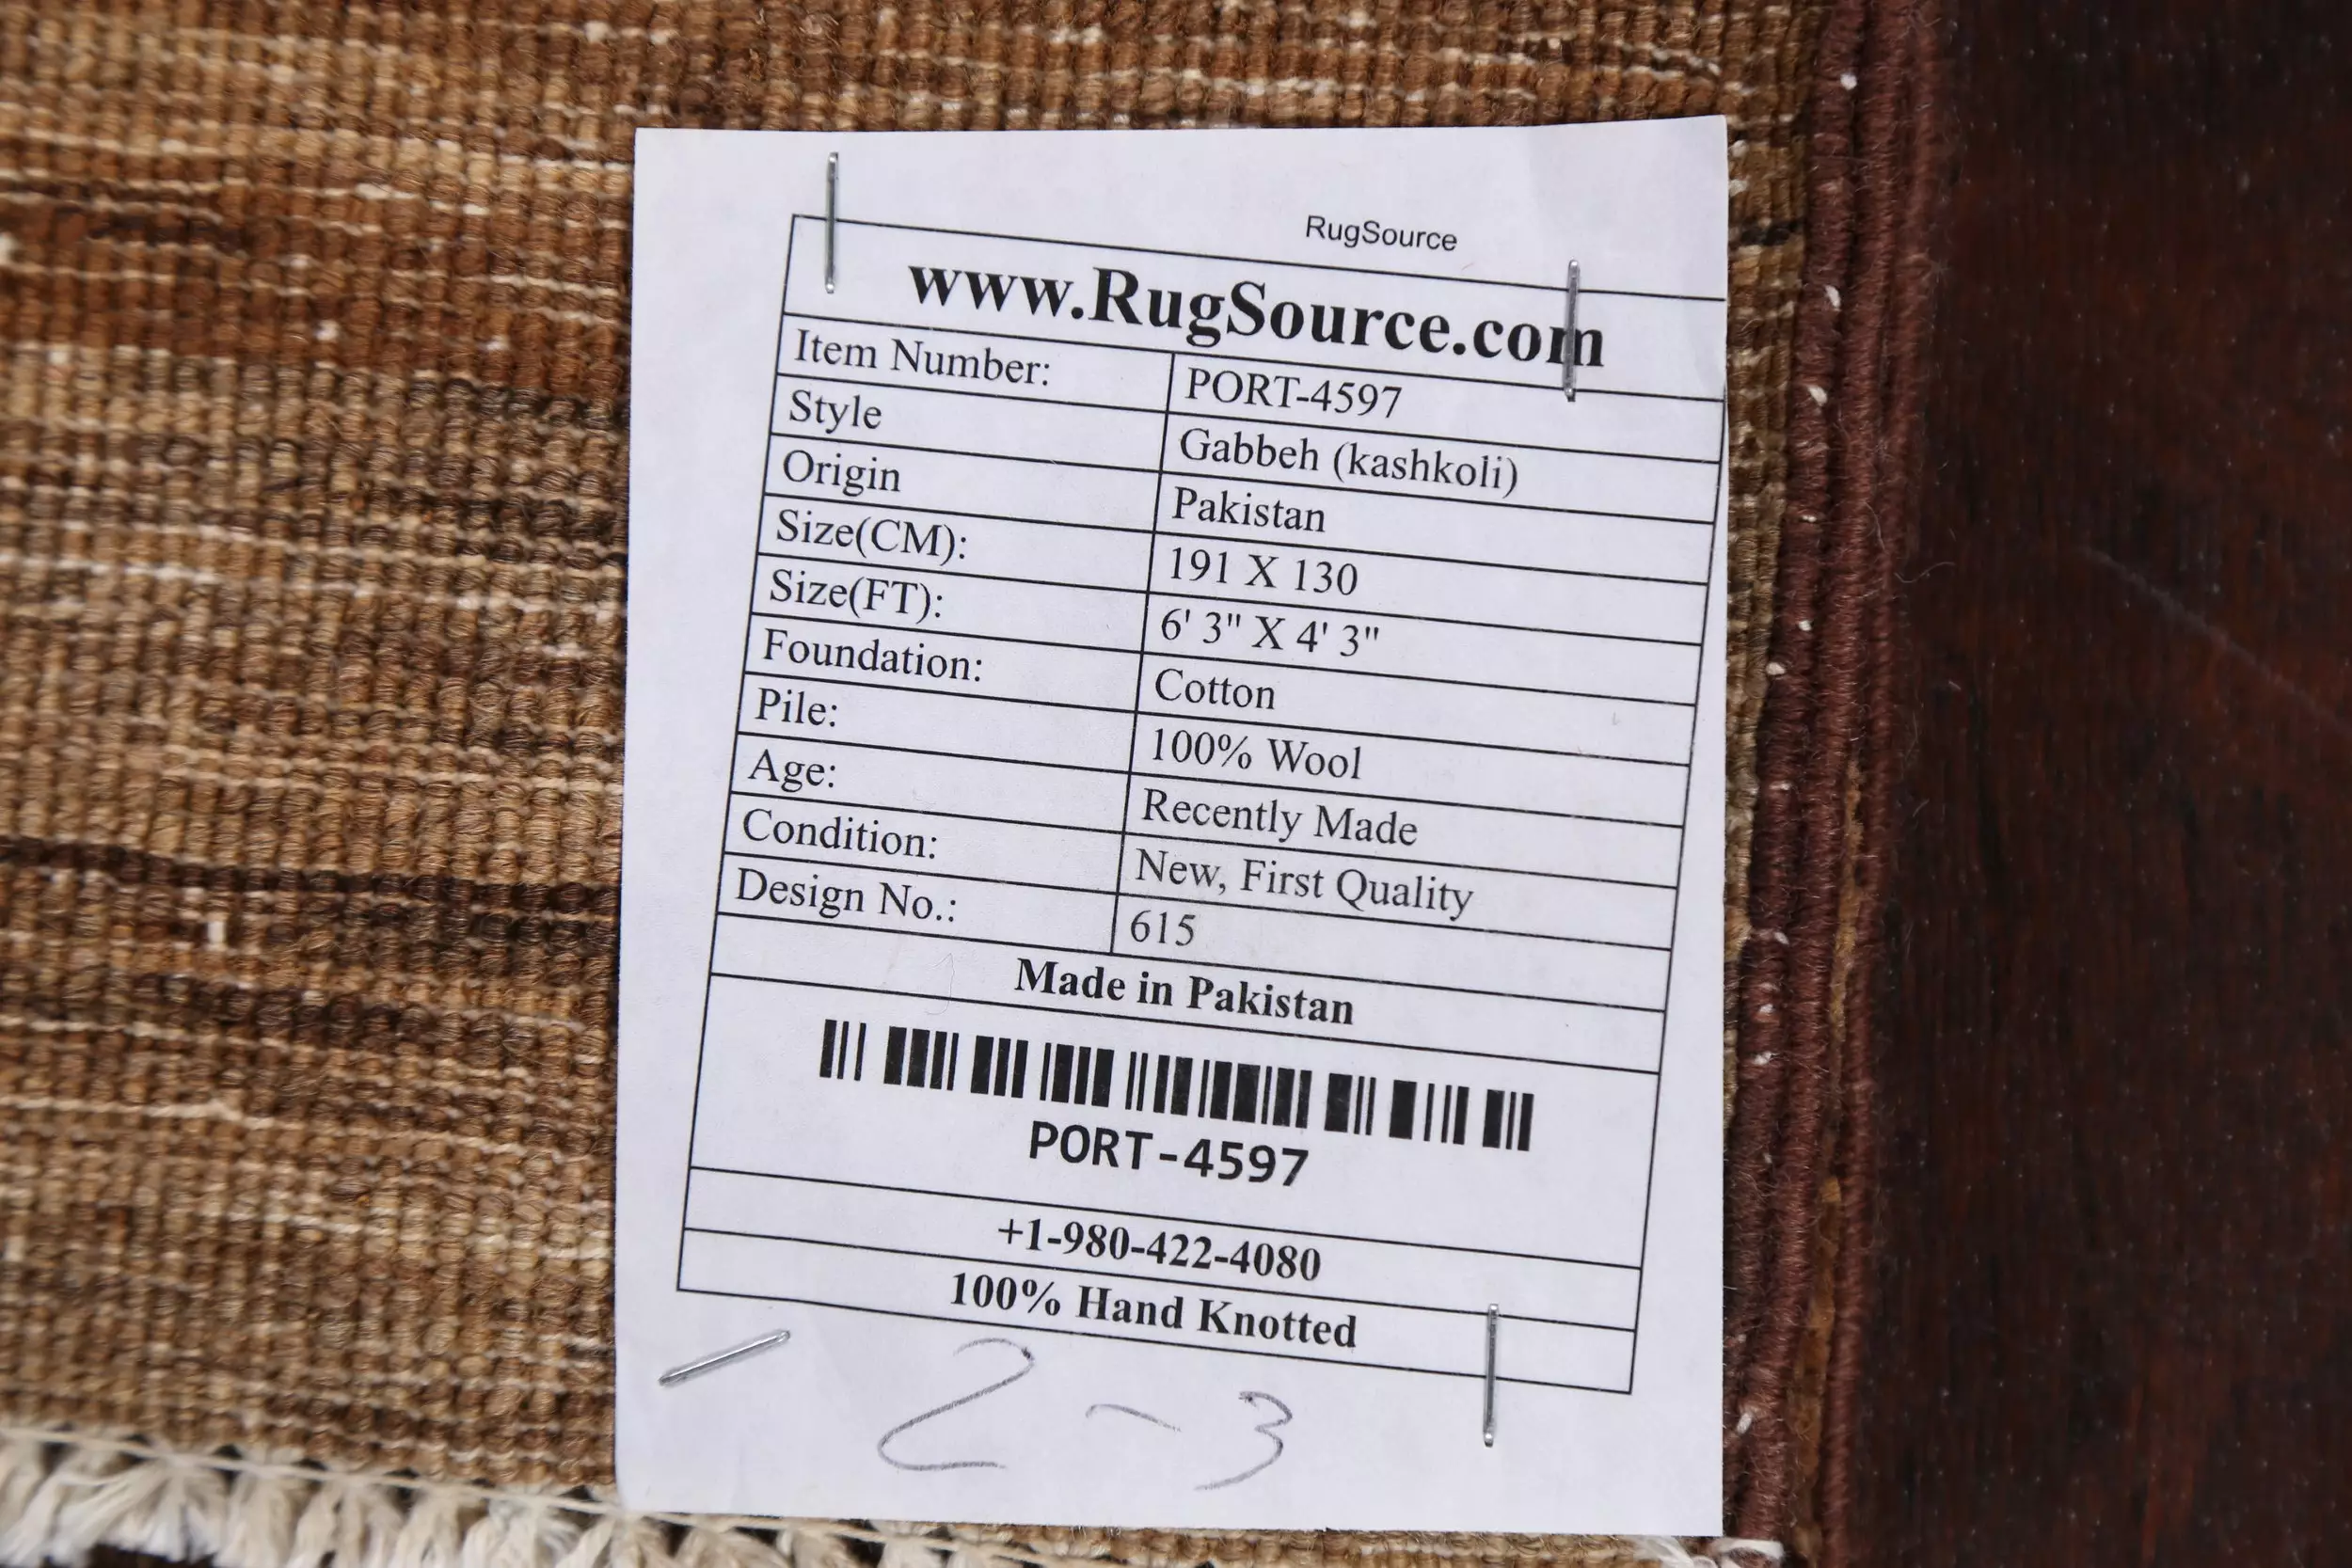 RugSource
www.RugSource.com
Item Number: PORT-4597
Style Gabbeh (kashkoli)
Origin Pakistan
Size(CM): 191 X 130
Size(FT): 6' 3" X 4' 3"
Foundation: Cotton
Pile: 100% Wool
Age: Recently Made
Condition: New, First Quality
Design No.: 615
Made in Pakistan
PORT-4597
+1-980-422-4080
100% Hand Knotted
2-3